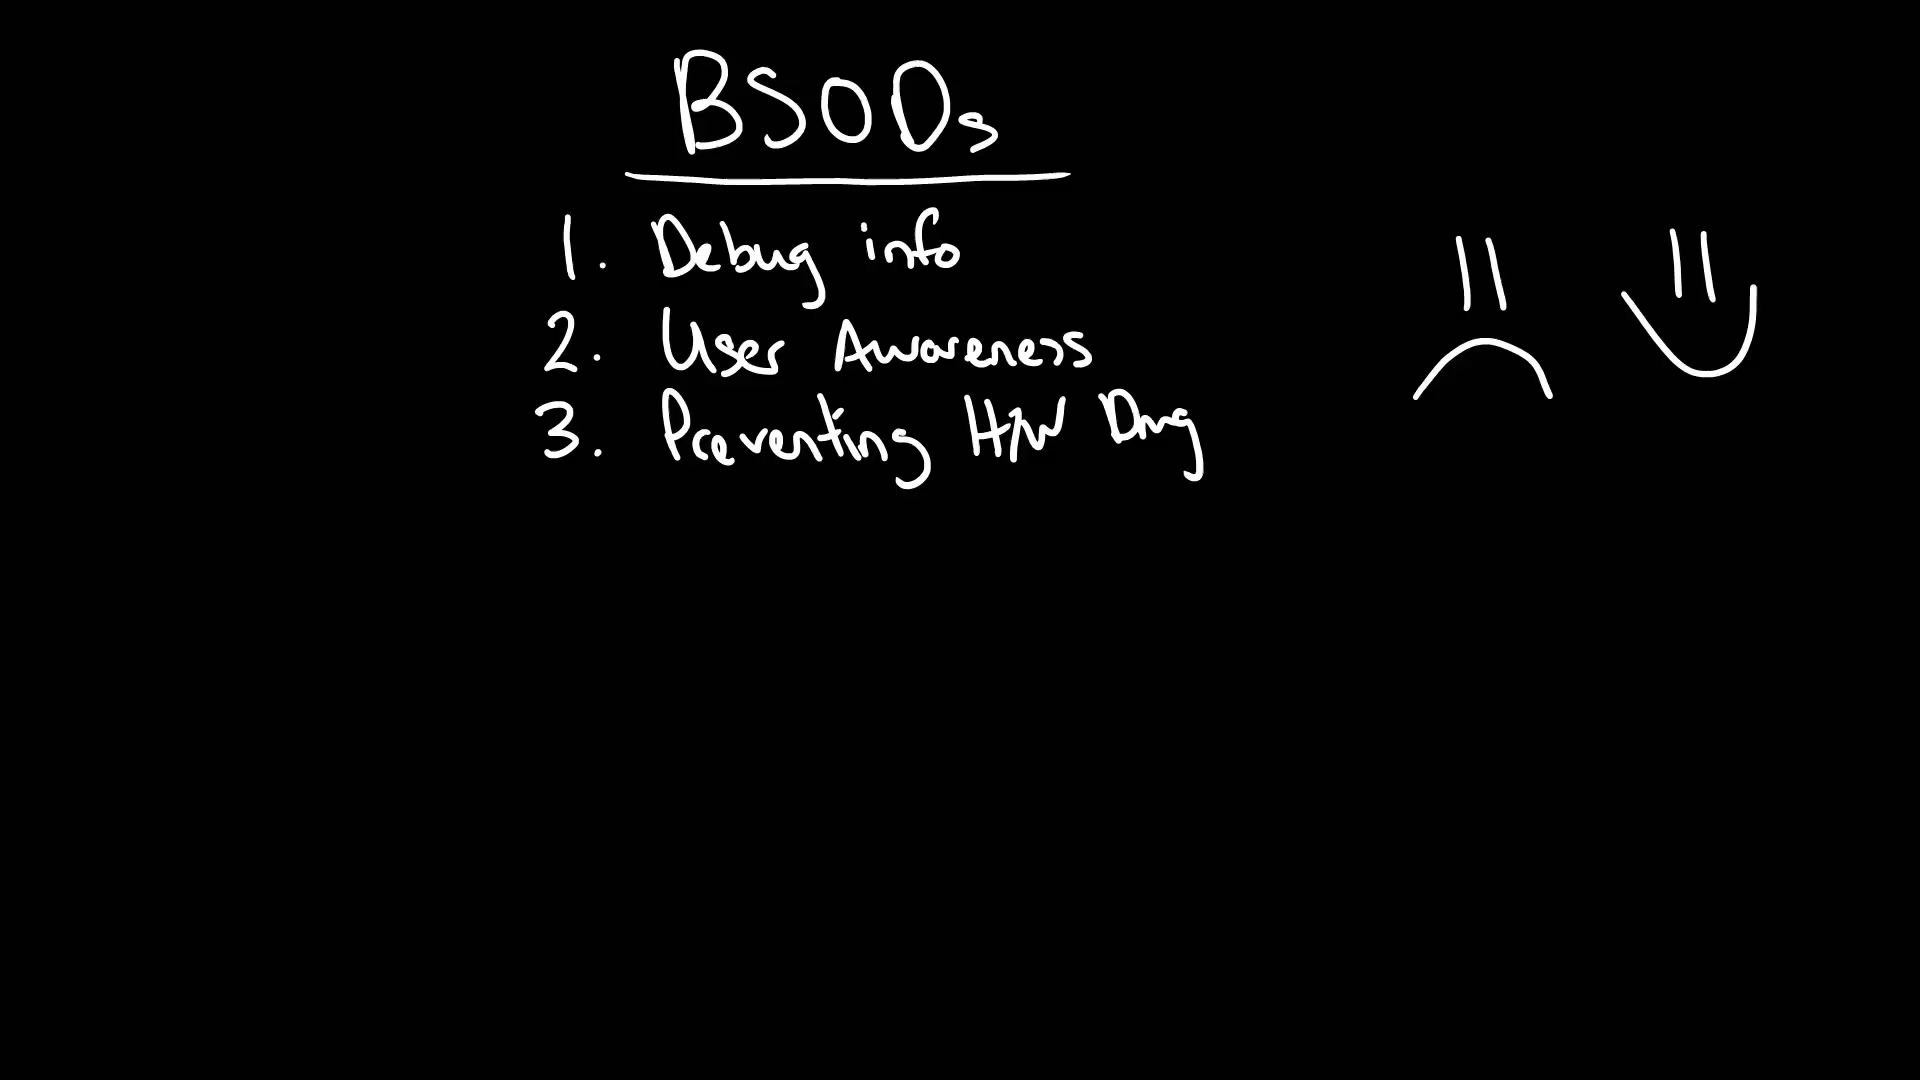 BSODs
1. Debug info
2. User Awareness
3. Preventing H/W Dmg